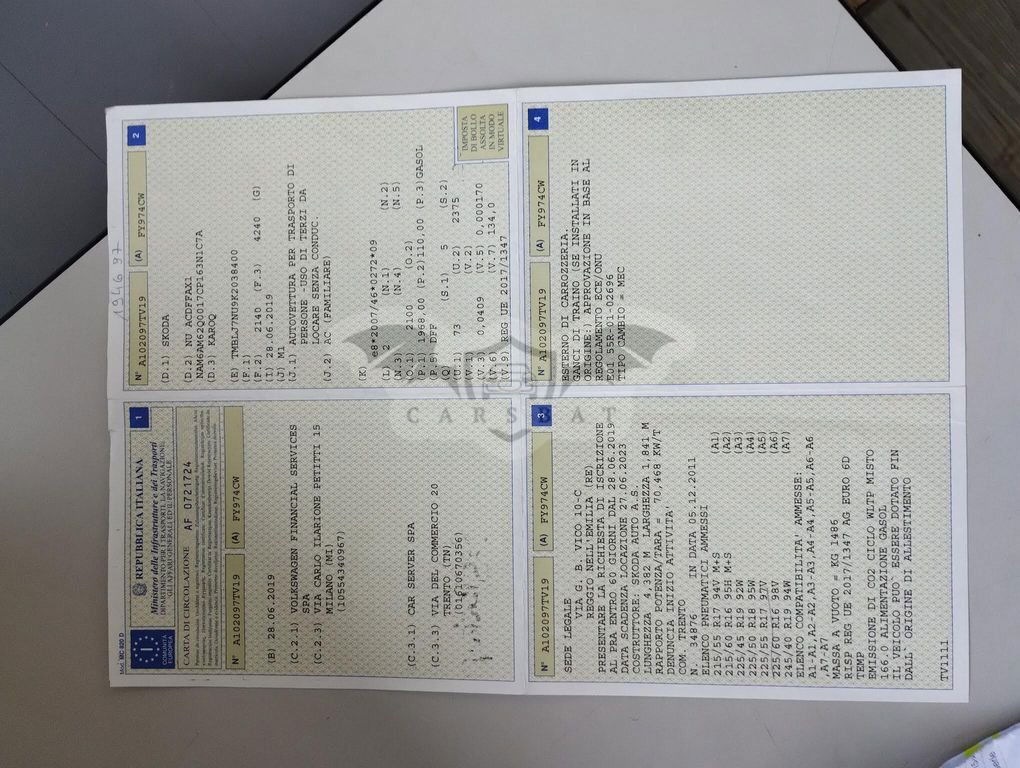 Mod. MC 820 D
COMUNITÀ
EUROPEA
REPUBBLICA ITALIANA
Ministero delle Infrastrutture e dei Trasporti
DIPARTIMENTO PER I TRASPORTI, LA NAVIGAZIONE,
GLI AFFARI GENERALI ED IL PERSONALE
1
CARTA DI CIRCOLAZIONE AF 0721724
N° A102097TV19 (A) FY974CW
(B) 28.06.2019
(C.2.1) VOLKSWAGEN FINANCIAL SERVICES
SPA
(C.2.3) VIA CARLO ILARIONE PETITTI 15
MILANO (MI)
(10554340967)
(C.3.1) CAR SERVER SPA
(C.3.3) VIA DEL COMMERCIO 20
TRENTO (TN)
(01610670356)
194697
2
N° A102097TV19 (A) FY974CW
(D.1) SKODA
(D.2) NU ACDFFAX1
NAM6AM62Q0017CP163N1C7A
(D.3) KAROQ
(E) TMBLJ7NU9K2038400
(F.1)
(F.2) 2140 (F.3) 4240 (G)
(I) 28.06.2019
(J) M1
(J.1) AUTOVETTURA PER TRASPORTO DI
PERSONE -USO DI TERZI DA
LOCARE SENZA CONDUC.
(J.2) AC (FAMILIARE)
(K) e8*2007/46*0272*09
(L) 2 (N.1) (N.2)
(N.3) (N.4) (N.5)
(O.1) 2100 (O.2)
(P.1) 1968,00 (P.2)110,00 (P.3)GASOL
(P.5) DFF
(Q) (S.1) 5 (S.2)
(U.1) 73 (U.2) 2375
(V.1) (V.2)
(V.3) 0,0409 (V.5) 0,000170
(V.6) (V.7) 134,0
(V.9) REG UE 2017/1347
IMPOSTA
DI BOLLO
ASSOLTA
IN MODO
VIRTUALE
3
N° A102097TV19 (A) FY974CW
SEDE LEGALE
VIA G. B. VICO 10-C
REGGIO NELL'EMILIA (RE)
PRESENTARE LA RICHIESTA DI ISCRIZIONE
AL PRA ENTRO 60 GIORNI DAL 28.06.2019
DATA SCADENZA LOCAZIONE 27.06.2023
COSTRUTTORE: SKODA AUTO A.S.
LUNGHEZZA 4,382 M LARGHEZZA 1,841 M
RAPPORTO POTENZA/TARA 70,468 KW/T
DENUNCIA INIZIO ATTIVITA'
COM. TRENTO
N. 34876 IN DATA 05.12.2011
ELENCO PNEUMATICI AMMESSI
215/55 R17 94V M+S (A1)
215/60 R16 95H M+S (A2)
225/45 R19 92W (A3)
225/50 R18 95W (A4)
225/55 R17 97V (A5)
225/60 R16 98V (A6)
245/40 R19 94W (A7)
ELENCO COMPATIBILITA' AMMESSE:
A1-A1,A2-A2,A3-A3,A4-A4,A5-A5,A6-A6
,A7-A7
MASSA A VUOTO = KG 1486
RISP REG UE 2017/1347 AG EURO 6D
TEMP
EMISSIONE DI CO2 CICLO WLTP MISTO
166,0 ALIMENTAZIONE GASOL
IL VEICOLO PUO' ESSERE DOTATO FIN
DALL'ORIGINE DI ALLESTIMENTO
TV1111
4
N° A102097TV19 (A) FY974CW
ESTERNO DI CARROZZERIA.
GANCI DI TRAINO (SE INSTALLATI IN
ORIGINE:) APPROVAZIONE IN BASE AL
REGOLAMENTO ECE/ONU
E01 55R-01-02696
TIPO CAMBIO = MEC
CARSBAT